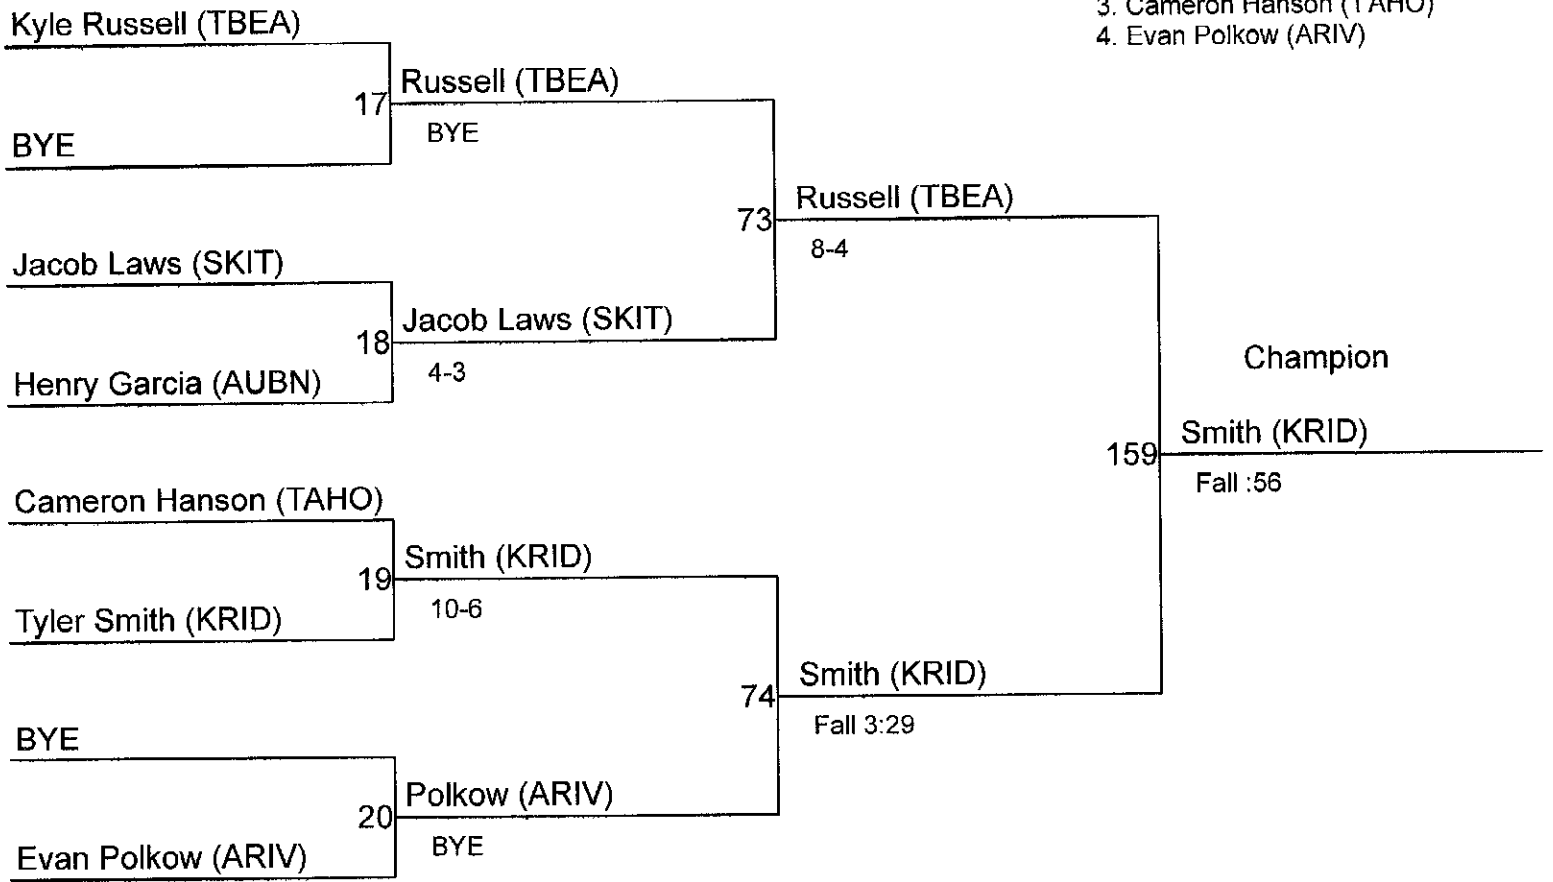 3. Cameron Hanson (TAHO)
4. Evan Polkow (ARIV)
Kyle Russell (TBEA)
17
Russell (TBEA)
BYE
BYE
73
Russell (TBEA)
8-4
Jacob Laws (SKIT)
18
Jacob Laws (SKIT)
4-3
Henry Garcia (AUBN)
Champion
159
Smith (KRID)
Fall :56
Cameron Hanson (TAHO)
19
Smith (KRID)
10-6
Tyler Smith (KRID)
74
Smith (KRID)
Fall 3:29
BYE
20
Polkow (ARIV)
BYE
Evan Polkow (ARIV)